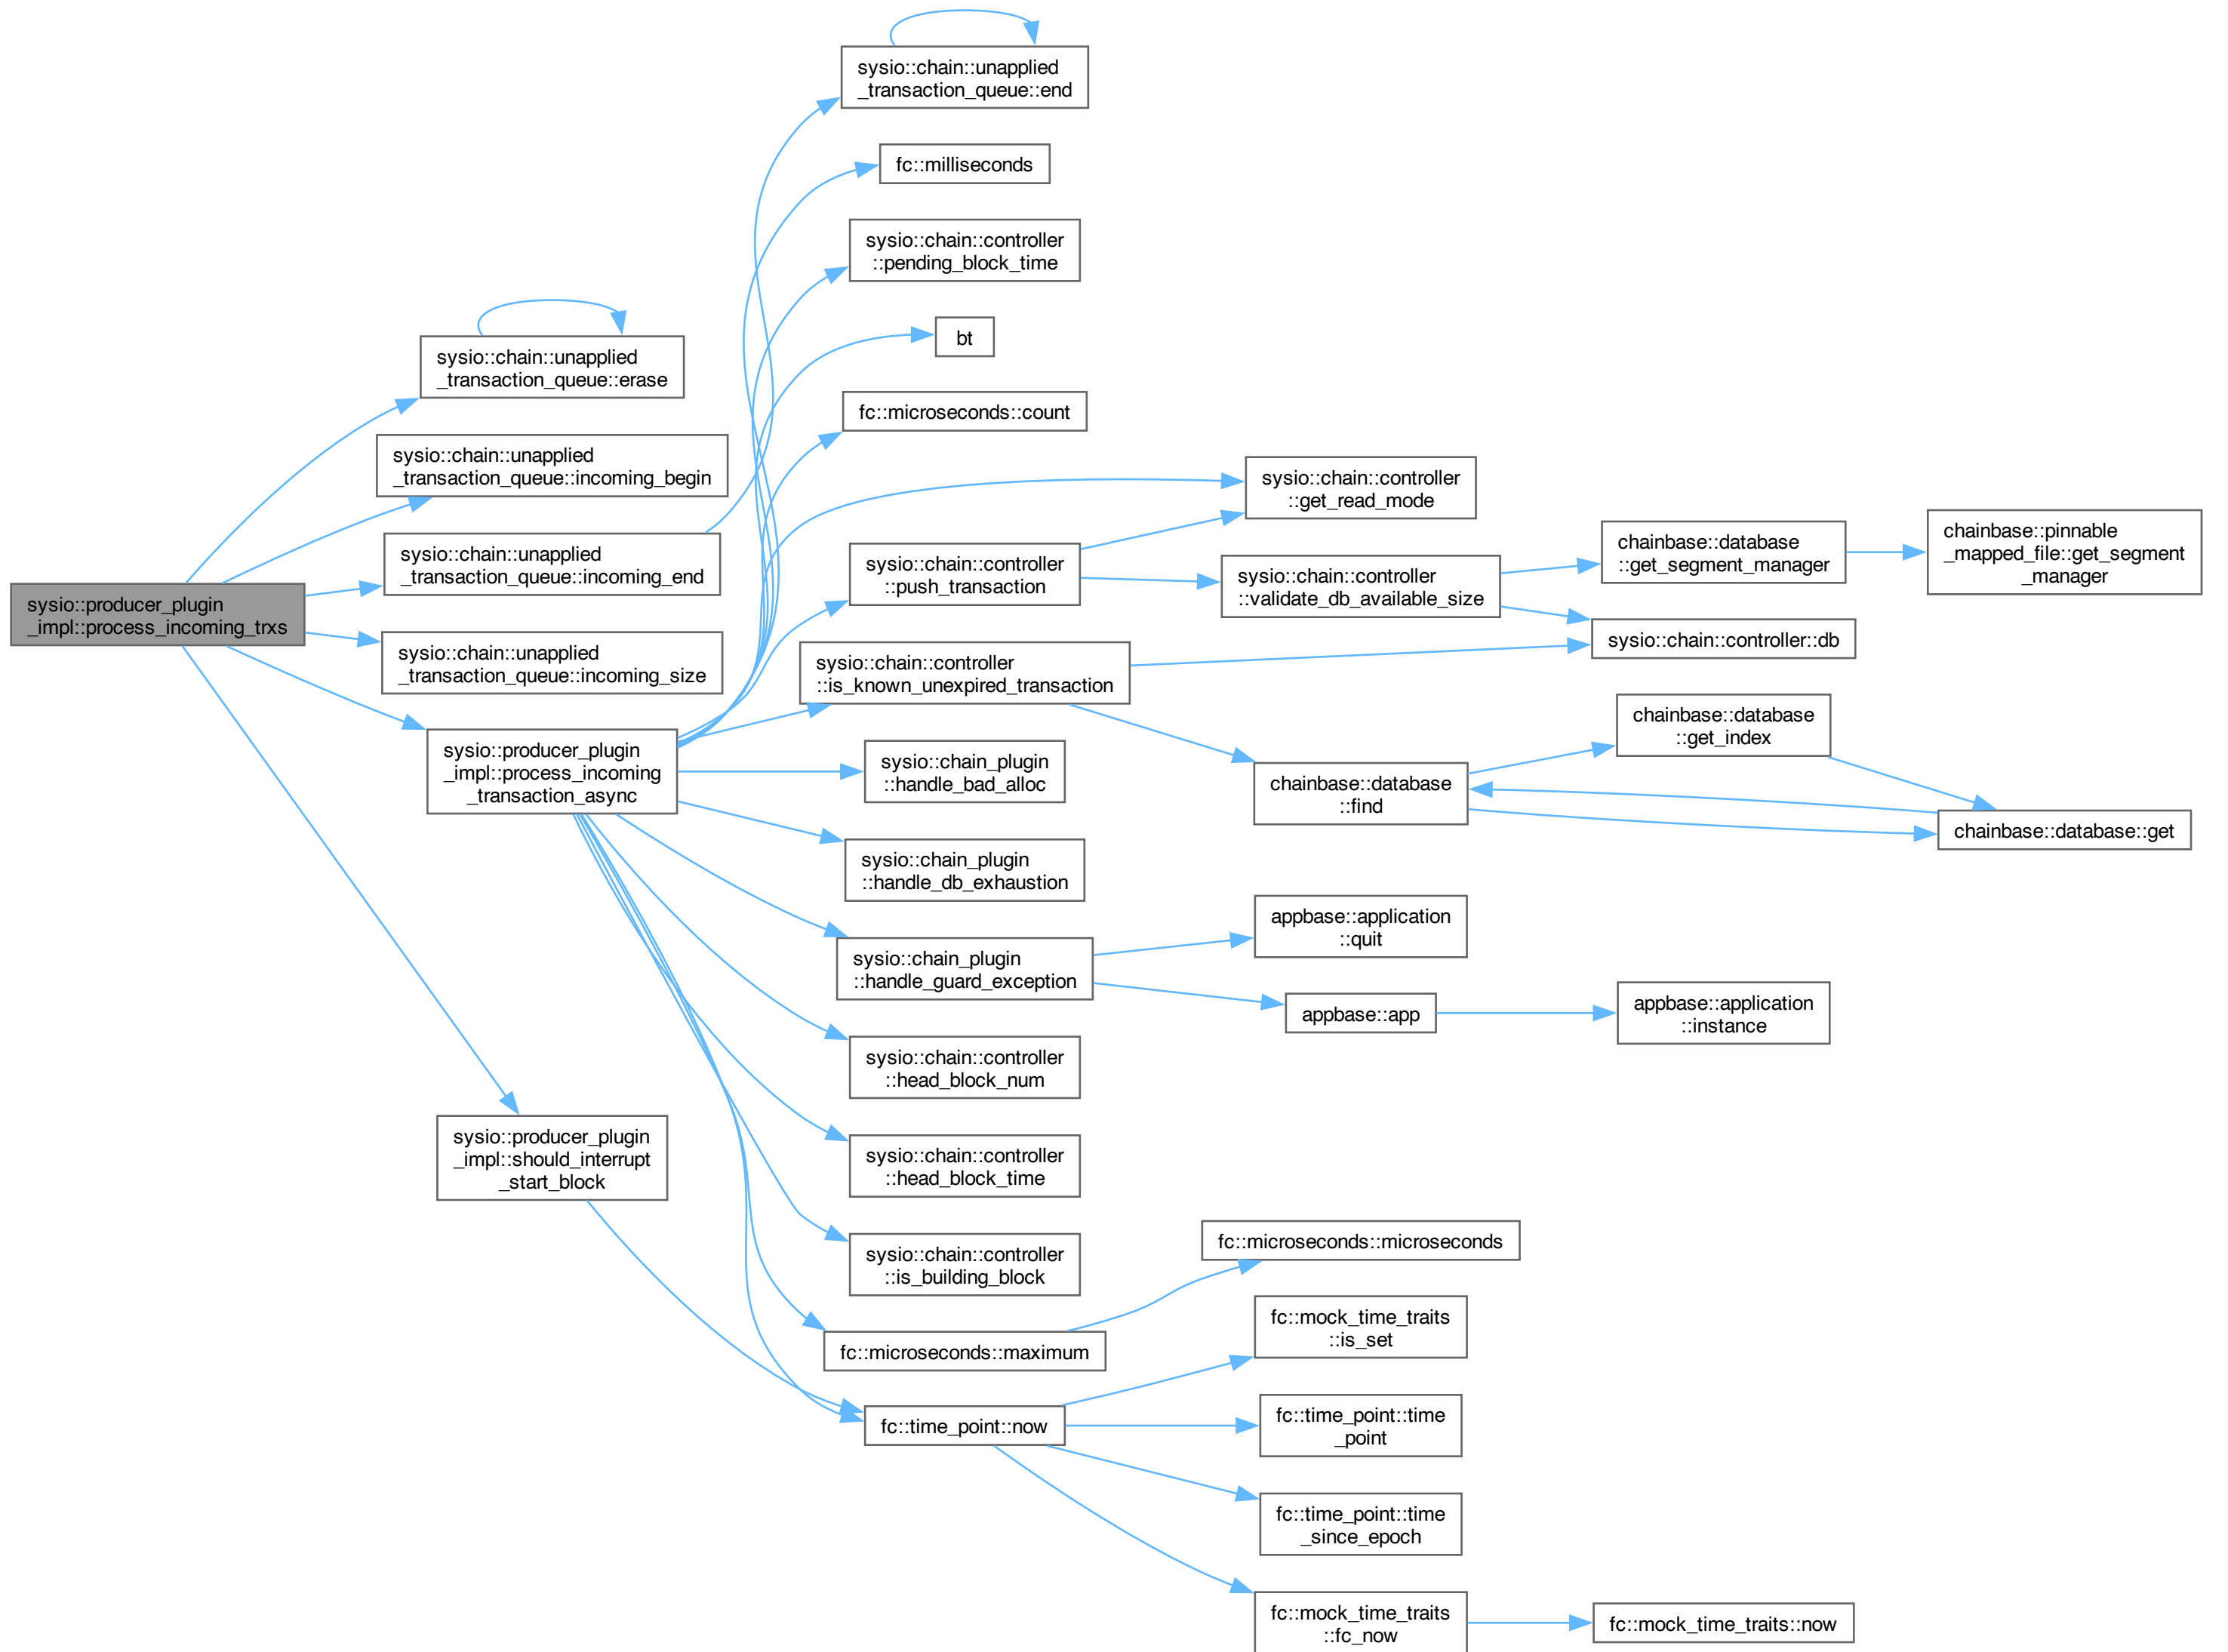 sysio::producer_plugin
_impl::process_incoming_trxs
sysio::chain::unapplied
_transaction_queue::erase
sysio::chain::unapplied
_transaction_queue::incoming_begin
sysio::chain::unapplied
_transaction_queue::incoming_end
sysio::chain::unapplied
_transaction_queue::incoming_size
sysio::producer_plugin
_impl::process_incoming
_transaction_async
sysio::producer_plugin
_impl::should_interrupt
_start_block
sysio::chain::unapplied
_transaction_queue::end
fc::milliseconds
sysio::chain::controller
::pending_block_time
bt
fc::microseconds::count
sysio::chain::controller
::push_transaction
sysio::chain::controller
::is_known_unexpired_transaction
sysio::chain_plugin
::handle_bad_alloc
sysio::chain_plugin
::handle_db_exhaustion
sysio::chain_plugin
::handle_guard_exception
sysio::chain::controller
::head_block_num
sysio::chain::controller
::head_block_time
sysio::chain::controller
::is_building_block
fc::microseconds::maximum
fc::time_point::now
sysio::chain::controller
::get_read_mode
sysio::chain::controller
::validate_db_available_size
chainbase::database
::find
appbase::application
::quit
appbase::app
fc::microseconds::microseconds
fc::mock_time_traits
::is_set
fc::time_point::time
_point
fc::time_point::time
_since_epoch
fc::mock_time_traits
::fc_now
chainbase::database
::get_segment_manager
sysio::chain::controller::db
chainbase::database
::get_index
appbase::application
::instance
fc::mock_time_traits::now
chainbase::pinnable
_mapped_file::get_segment
_manager
chainbase::database::get